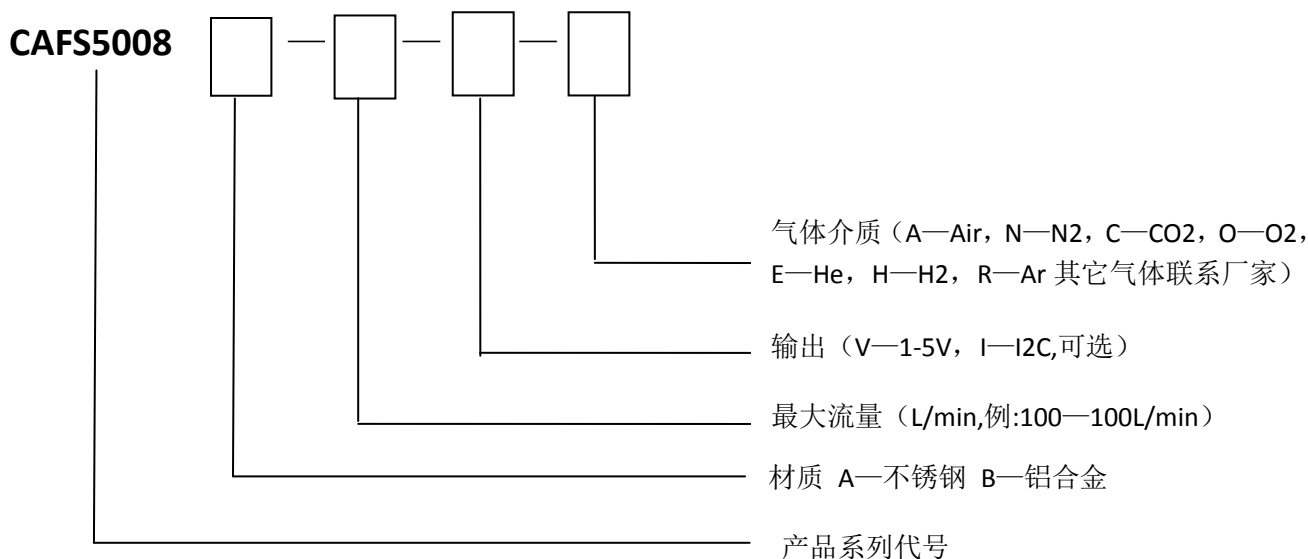 CAFS5008
气体介质（A—Air，N—N2，C—CO2，O—O2，
E—He，H—H2，R—Ar 其它气体联系厂家）
输出（V—1-5V，I—I2C,可选）
最大流量（L/min,例:100—100L/min）
材质 A—不锈钢 B—铝合金
产品系列代号